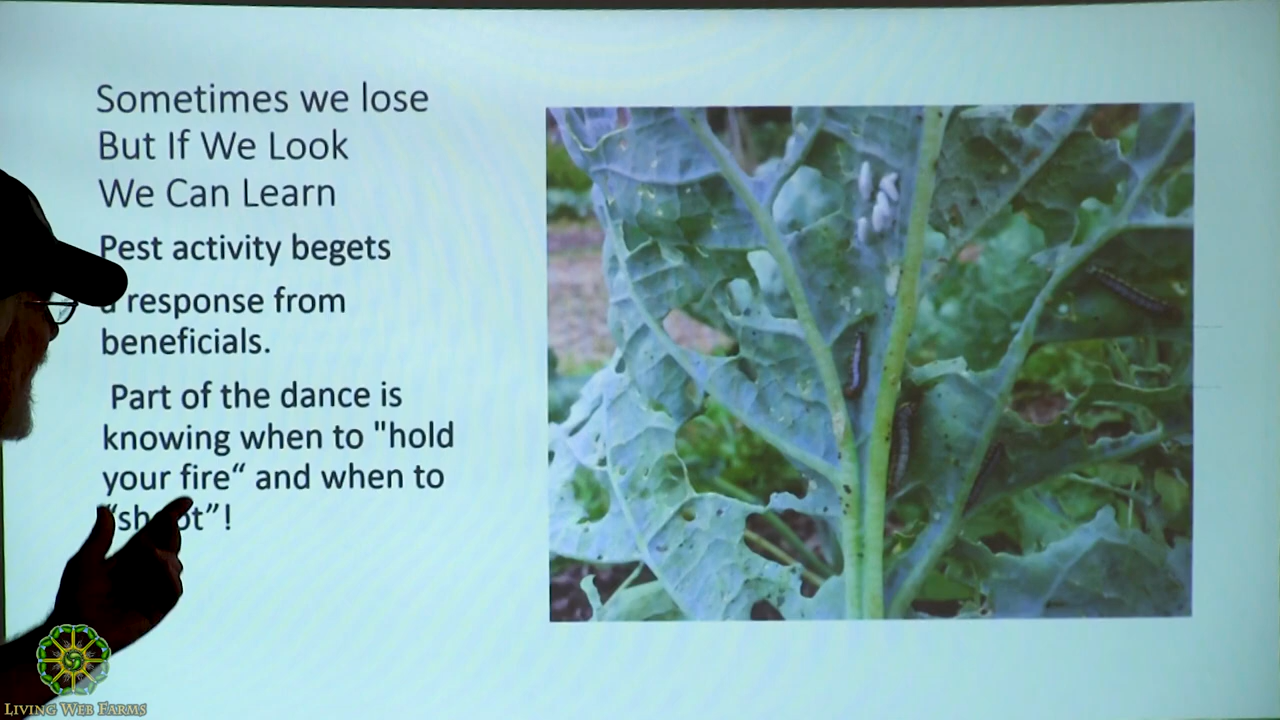 Sometimes we lose
But If We Look
We Can Learn
Pest activity begets
a response from
beneficials.
Part of the dance is
knowing when to "hold
your fire“ and when to
“shoot”!
LIVING WEB FARMS